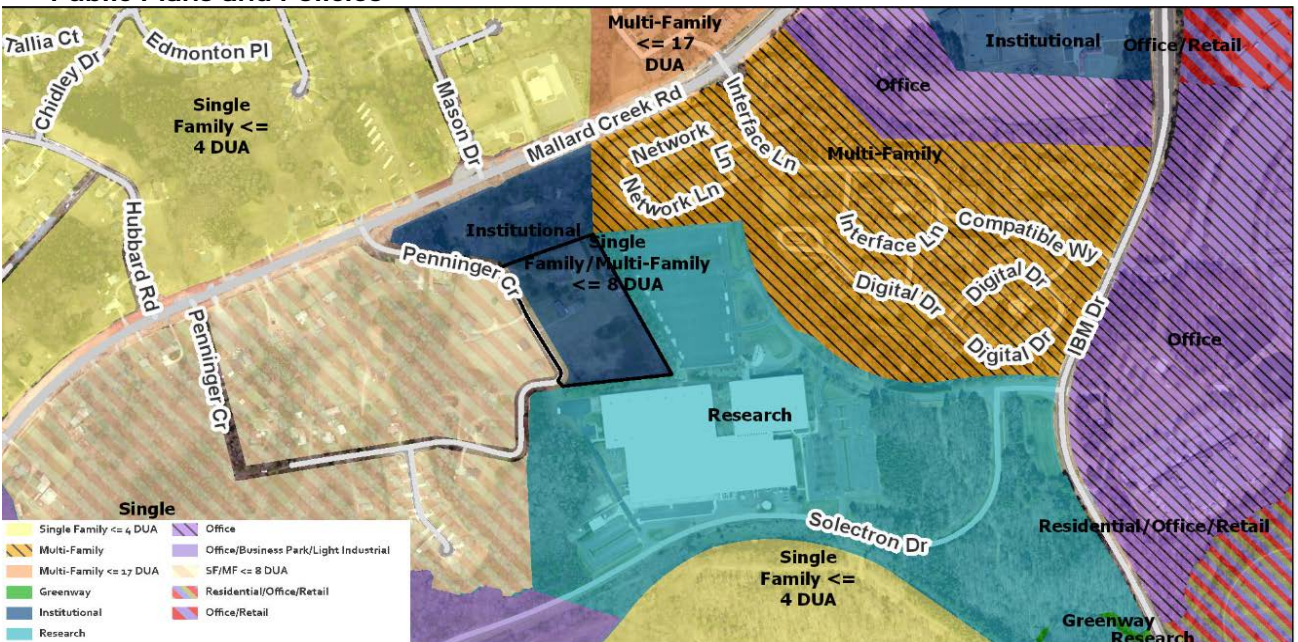 Public Plans and Policies
Tallia Ct
Chidley Dr
Edmonton Pl
Mason Dr
Hubbard Rd
Single
Family <=
4 DUA
Multi-Family
<= 17
DUA
Mallard Creek Rd
Interface Ln
Network
Ln
Network Ln
Institutional
Office/Retail
Office
Multi-Family
Institutional
Single
Family/Multi-Family
<= 8 DUA
Penninger Cr
Penninger Cr
Interface Ln
Compatible Wy
Digital Dr
Digital Dr
Digital Dr
IBM Dr
Office
Research
Solectron Dr
Residential/Office/Retail
Single
Family <=
4 DUA
Greenway
Research
Single
Single Family <= 4 DUA
Multi-Family
Multi-Family <= 17 DUA
Greenway
Institutional
Research
Office
Office/Business Park/Light Industrial
SF/MF <= 8 DUA
Residential/Office/Retail
Office/Retail